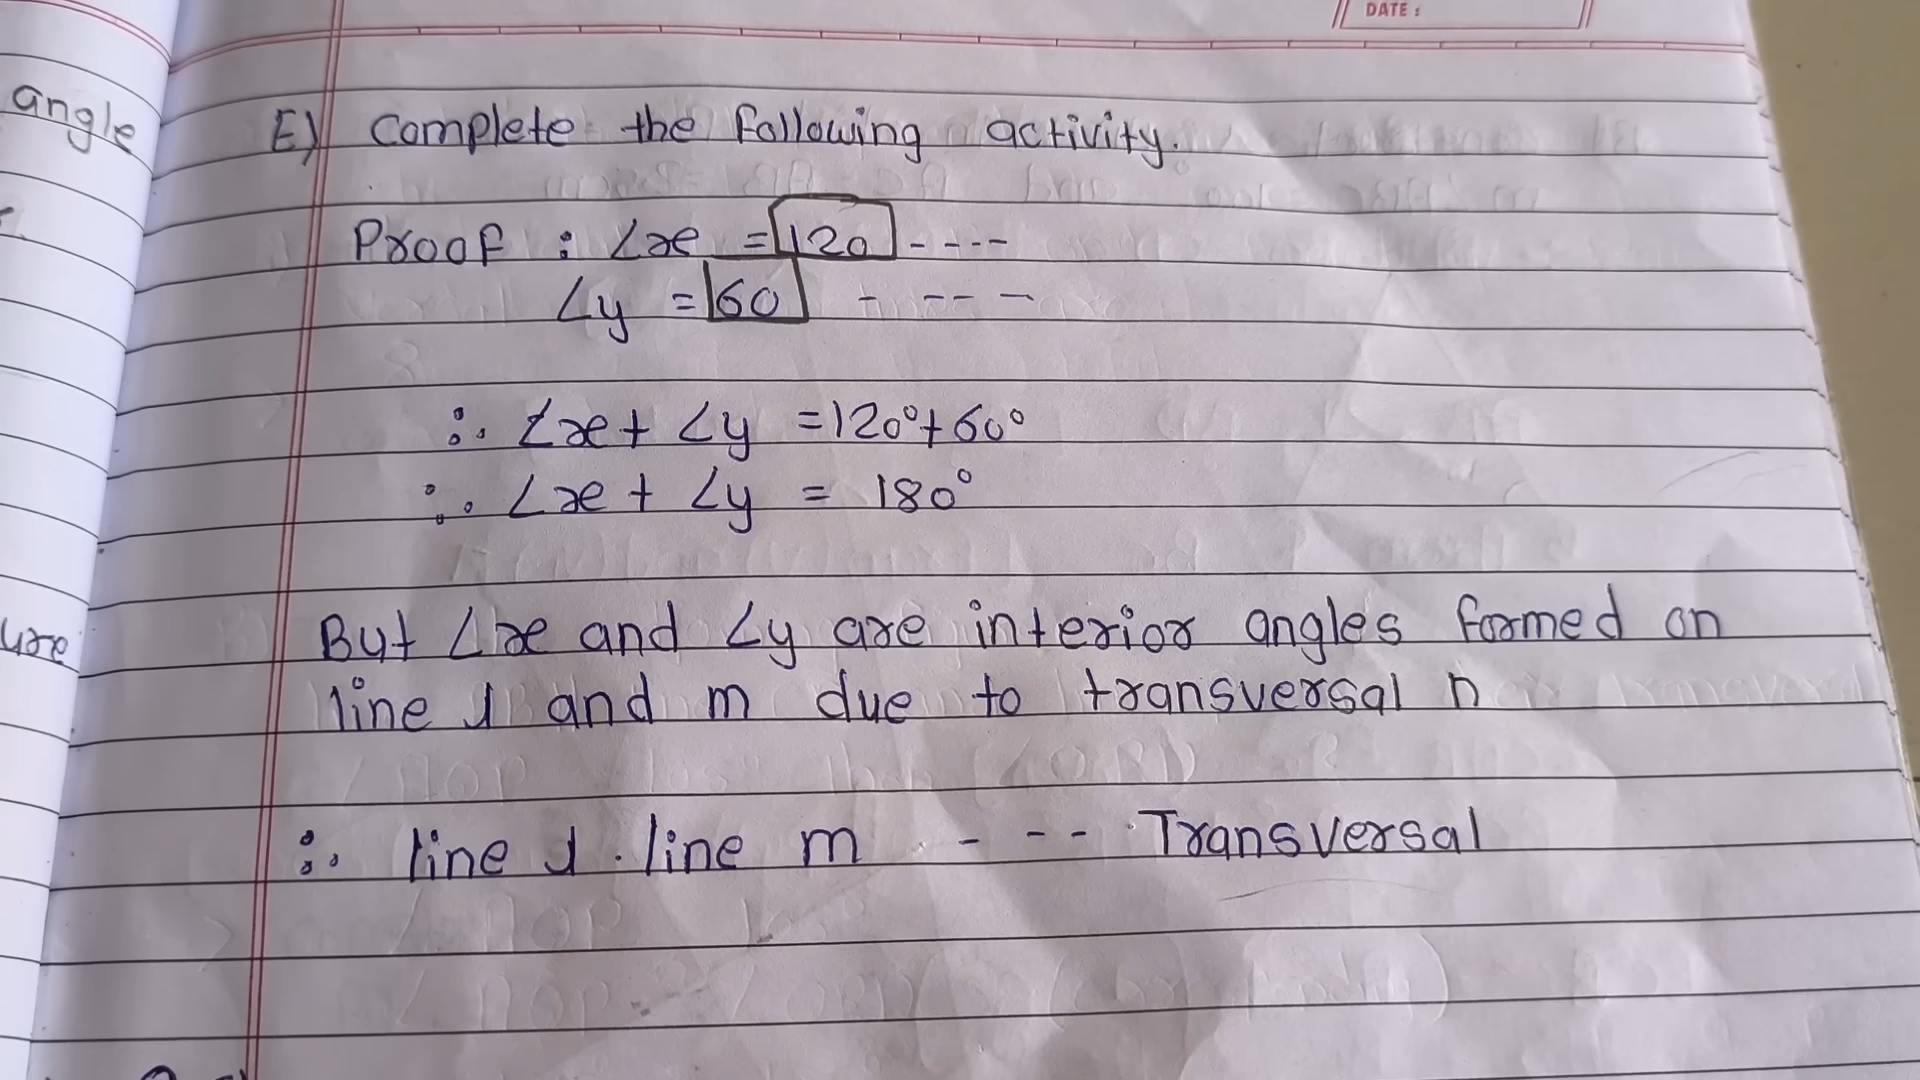 DATE :
angle
E) Complete the following activity.
Proof : ∠x = 120 ----
∠y = 60 - -- -
∴ ∠x + ∠y = 120° + 60°
∴ ∠x + ∠y = 180°
But ∠x and ∠y are interior angles formed on
ure
line l and m due to transversal n
∴ line l . line m - -- Transversal